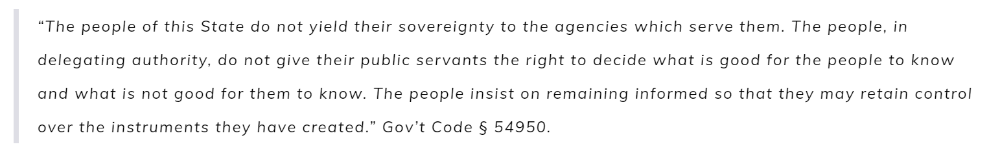 “The people of this State do not yield their sovereignty to the agencies which serve them. The people, in
delegating authority, do not give their public servants the right to decide what is good for the people to know
and what is not good for them to know. The people insist on remaining informed so that they may retain control
over the instruments they have created.” Gov’t Code § 54950.